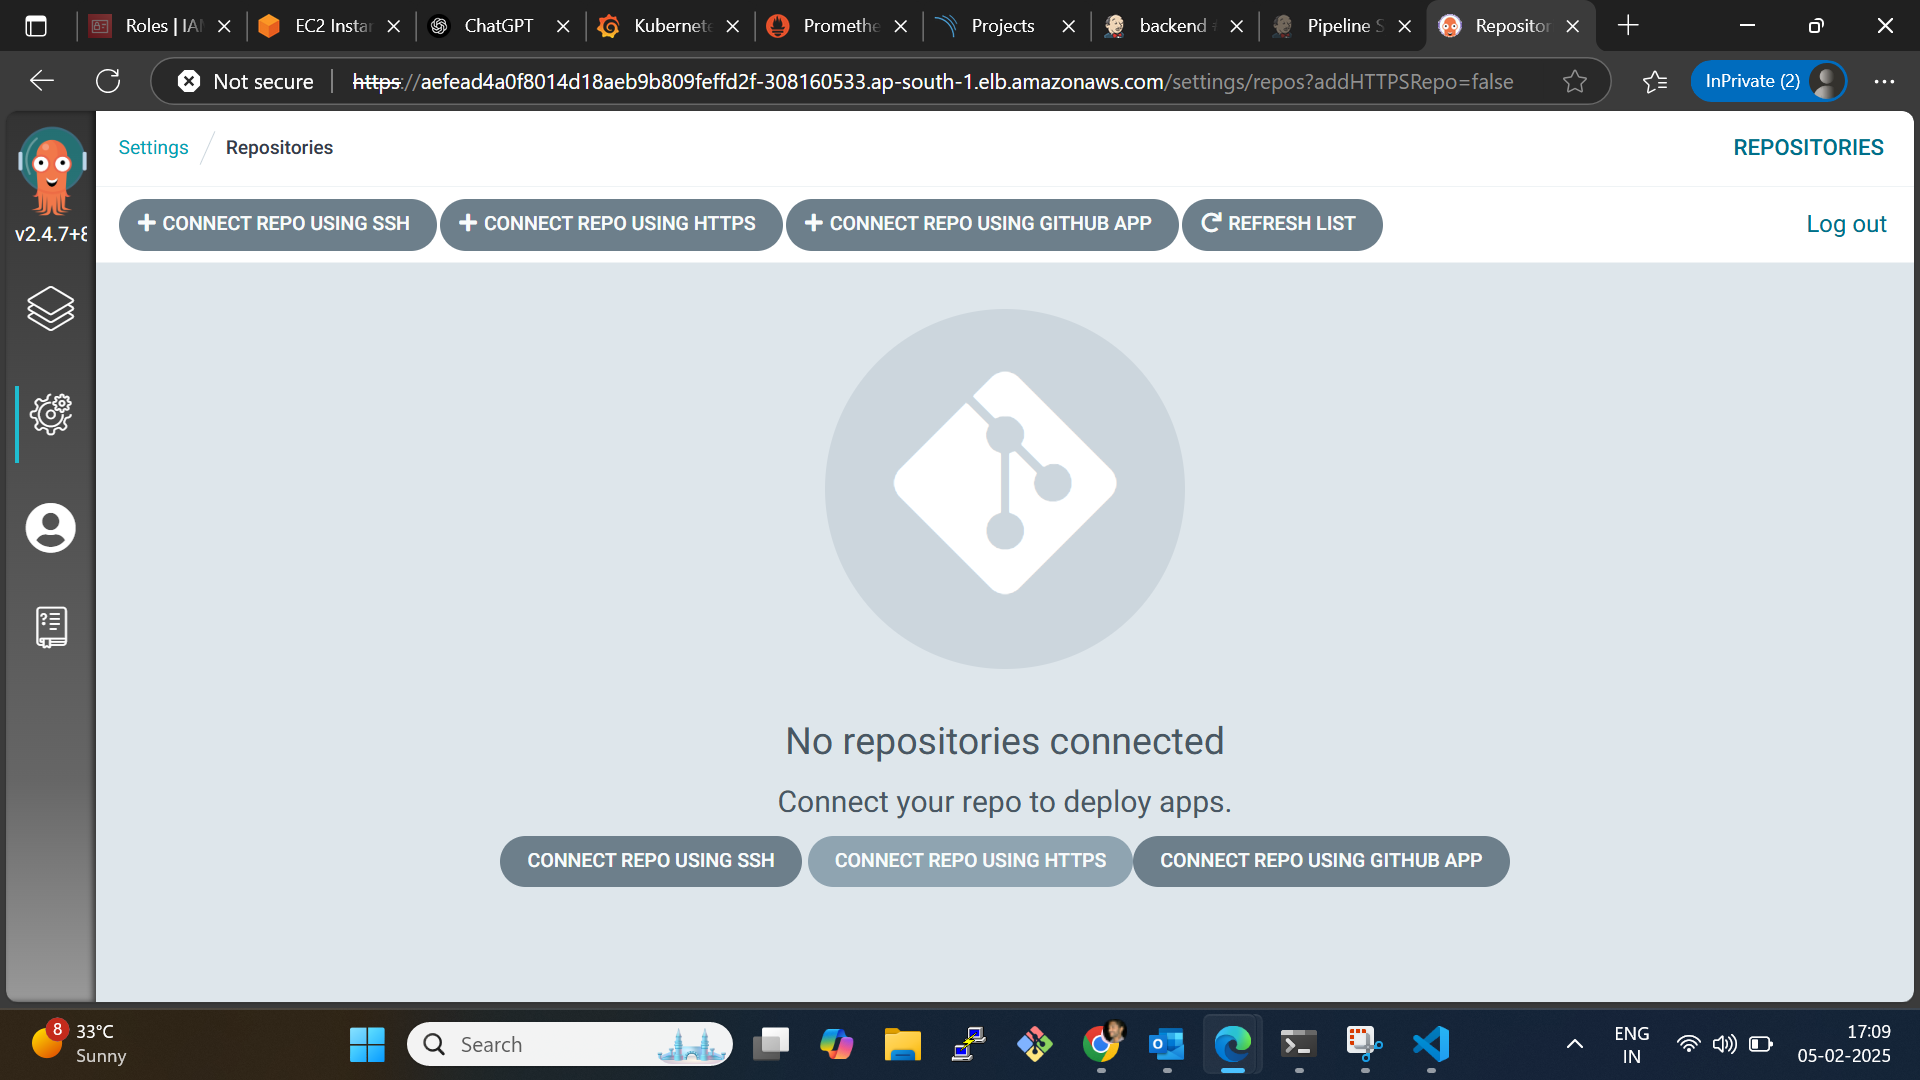 Roles | IAM
EC2 Instan
ChatGPT
Kubernete
Promethe
Projects
backend
Pipeline S
Repositor
Not secure
https://aefead4a0f8014d18aeb9b809feffd2f-308160533.ap-south-1.elb.amazonaws.com/settings/repos?addHTTPSRepo=false
InPrivate (2)
Settings
Repositories
REPOSITORIES
v2.4.7+8
CONNECT REPO USING SSH
CONNECT REPO USING HTTPS
CONNECT REPO USING GITHUB APP
REFRESH LIST
Log out
No repositories connected
Connect your repo to deploy apps.
CONNECT REPO USING SSH
CONNECT REPO USING HTTPS
CONNECT REPO USING GITHUB APP
8
33°C
Sunny
Search
ENG
IN
17:09
05-02-2025